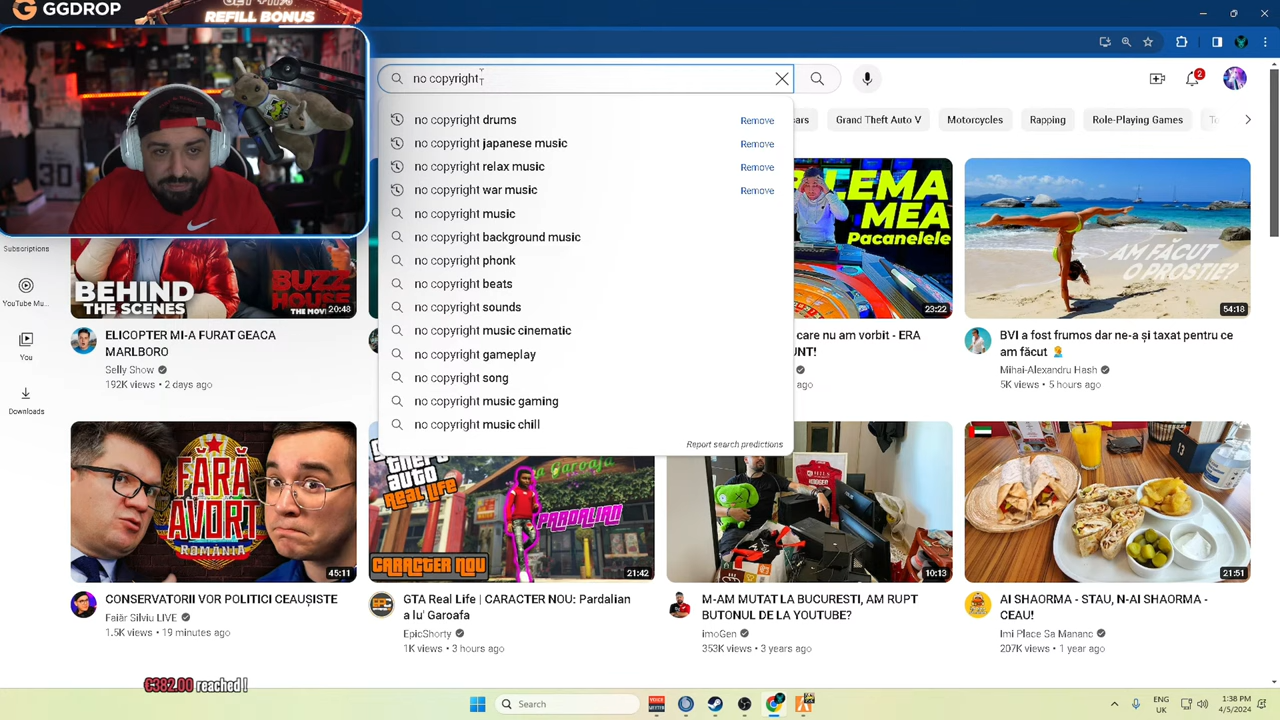 GGDROP
GET +11%
REFILL BONUS
no copyright
no copyright drums
Remove
no copyright japanese music
Remove
no copyright relax music
Remove
no copyright war music
Remove
no copyright music
no copyright background music
no copyright phonk
no copyright beats
no copyright sounds
no copyright music cinematic
no copyright gameplay
no copyright song
no copyright music gaming
no copyright music chill
Report search predictions
2
ars
Grand Theft Auto V
Motorcycles
Rapping
Role-Playing Games
Subscriptions
YouTube Mu...
You
Downloads
BEHIND
THE SCENES
BUZZ
HOUSE
THE MOVI
20:48
ELICOPTER MI-A FURAT GEACA
MARLBORO
Selly Show
192K views • 2 days ago
LEMA
MEA
Pacanelele
23:22
care nu am vorbit - ERA
UNT!
ago
AM FĂCUT
O PROSTIE
54:18
BVI a fost frumos dar ne-a și taxat pentru ce
am făcut 🤦
Mihai-Alexandru Hash
5K views • 5 hours ago
FĂRĂ
AVORT
ROMANIA
45:11
CONSERVATORII VOR POLITICI CEAUȘISTE
Faiăr Silviu LIVE
1.5K views • 19 minutes ago
REAL LIFE
la Garoafa
PARDALIAN
CARACTER NOU
21:42
GTA Real Life | CARACTER NOU: Pardalian
a lu' Garoafa
EpicShorty
1K views • 3 hours ago
10:13
M-AM MUTAT LA BUCURESTI, AM RUPT
BUTONUL DE LA YOUTUBE?
imoGen
353K views • 3 years ago
21:51
AI SHAORMA - STAU, N-AI SHAORMA -
CEAU!
Imi Place Sa Mananc
207K views • 1 year ago
€382.00 reached !
Search
ENG
UK
1:38 PM
4/5/2024